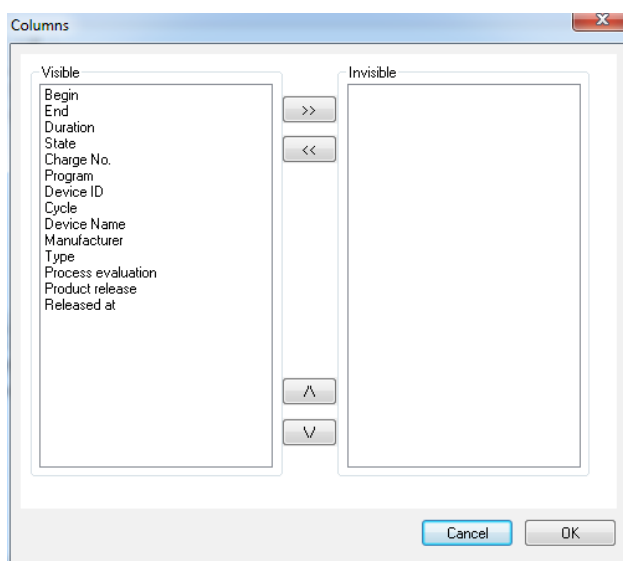 Columns
Visible
Invisible
Begin
End
Duration
State
Charge No.
Program
Device ID
Cycle
Device Name
Manufacturer
Type
Process evaluation
Product release
Released at
>>
<<
/\
\/
Cancel
OK